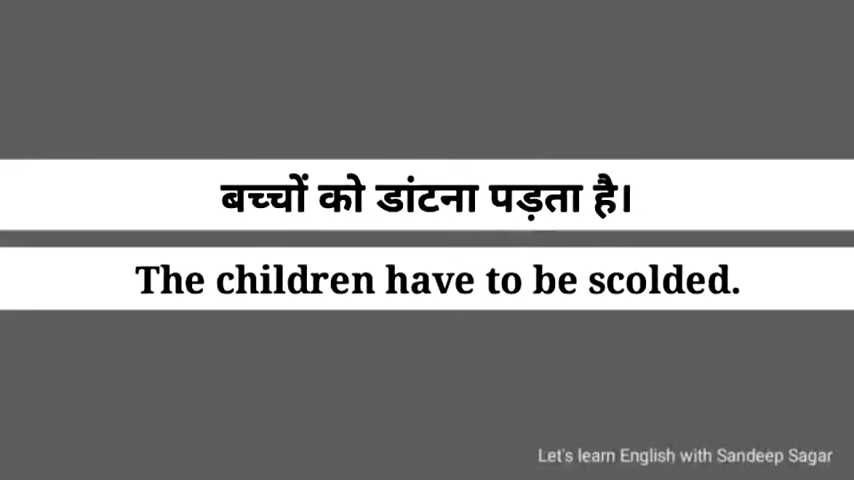 बच्चों को डांटना पड़ता है।
The children have to be scolded.
Let's learn English with Sandeep Sagar